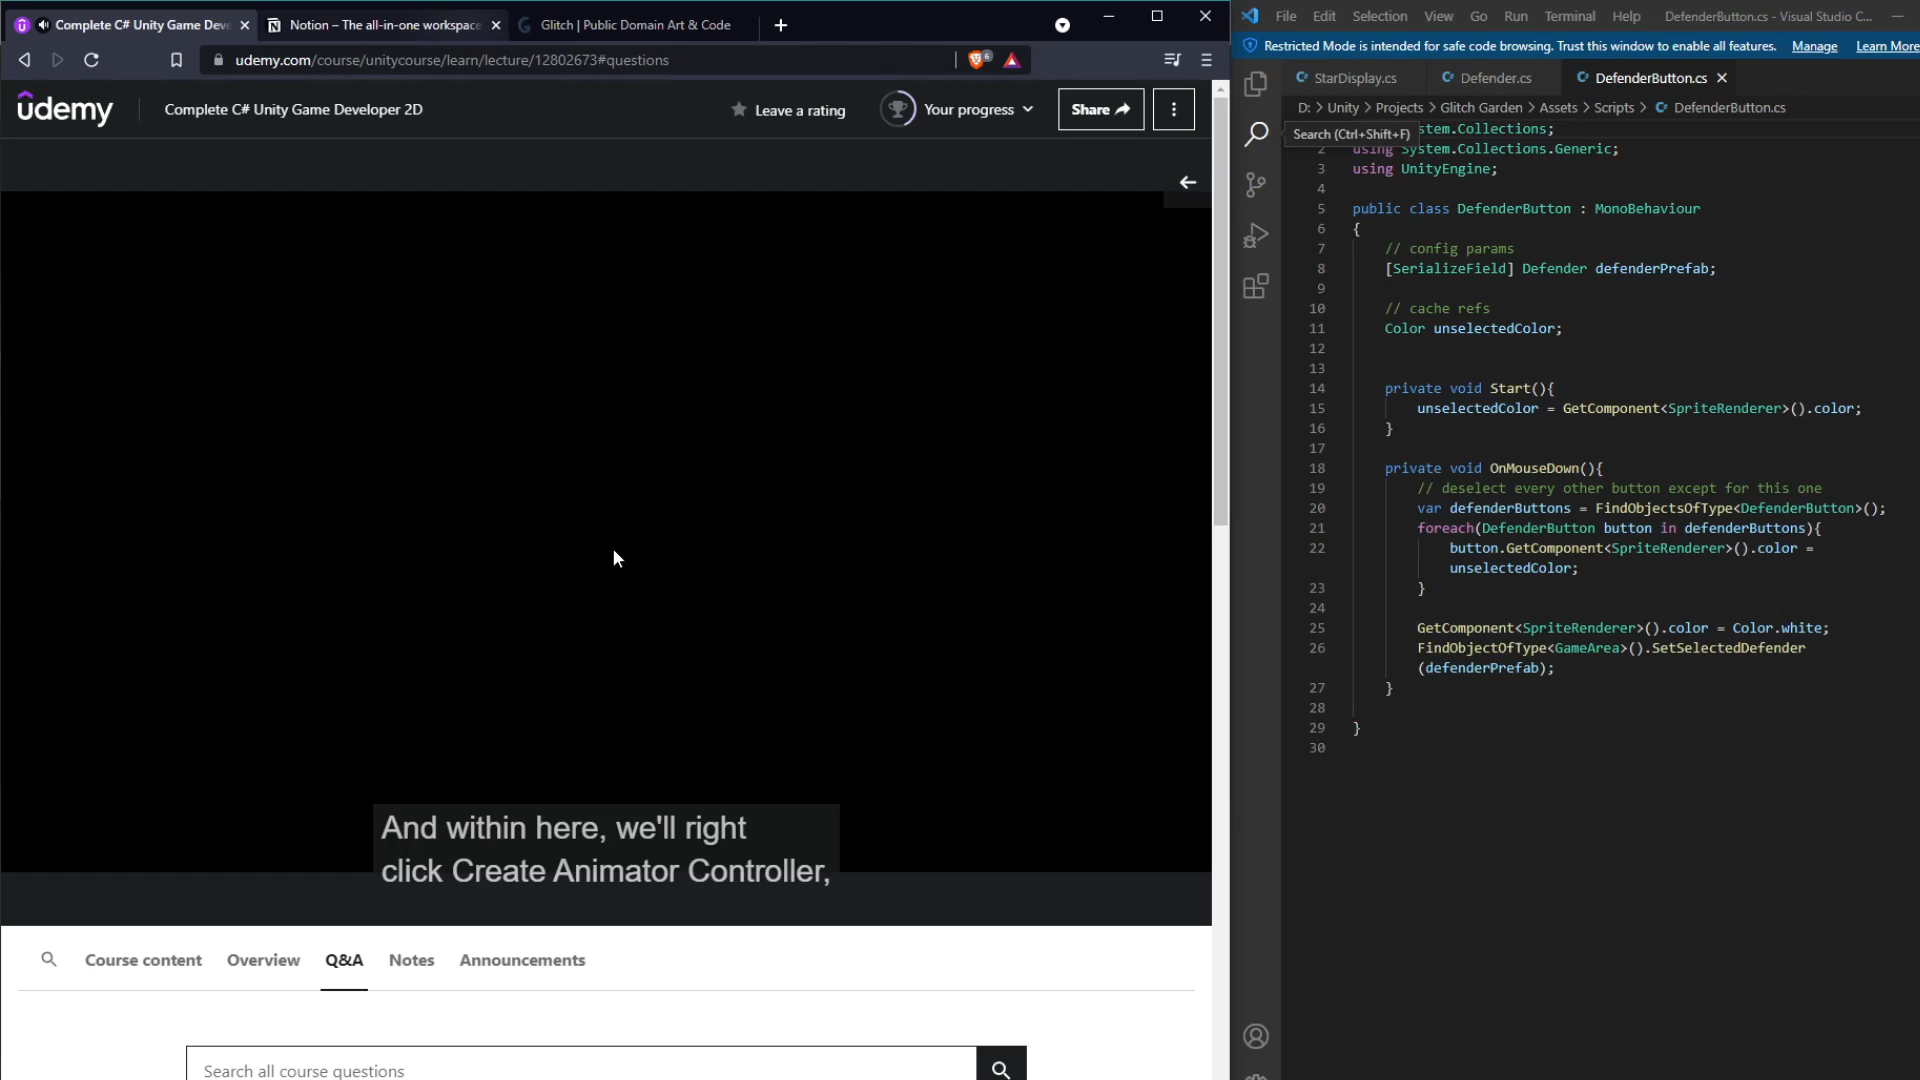 Complete C# Unity Game Deve
Notion – The all-in-one workspace
Glitch | Public Domain Art & Code
udemy.com/course/unitycourse/learn/lecture/12802673#questions
6
udemy
Complete C# Unity Game Developer 2D
Leave a rating
Your progress
Share
And within here, we'll right
click Create Animator Controller,
Course content
Overview
Q&A
Notes
Announcements
Search all course questions
File Edit Selection View Go Run Terminal Help
DefenderButton.cs - Visual Studio C...
Restricted Mode is intended for safe code browsing. Trust this window to enable all features. Manage Learn More
StarDisplay.cs
Defender.cs
DefenderButton.cs
D: > Unity > Projects > Glitch Garden > Assets > Scripts > DefenderButton.cs
Search (Ctrl+Shift+F)
stem.Collections;
2 using System.Collections.Generic;
3 using UnityEngine;
4
5 public class DefenderButton : MonoBehaviour
6 {
7 // config params
8 [SerializeField] Defender defenderPrefab;
9
10 // cache refs
11 Color unselectedColor;
12
13
14 private void Start(){
15 unselectedColor = GetComponent<SpriteRenderer>().color;
16 }
17
18 private void OnMouseDown(){
19 // deselect every other button except for this one
20 var defenderButtons = FindObjectsOfType<DefenderButton>();
21 foreach(DefenderButton button in defenderButtons){
22 button.GetComponent<SpriteRenderer>().color =
unselectedColor;
23 }
24
25 GetComponent<SpriteRenderer>().color = Color.white;
26 FindObjectOfType<GameArea>().SetSelectedDefender
(defenderPrefab);
27 }
28
29 }
30